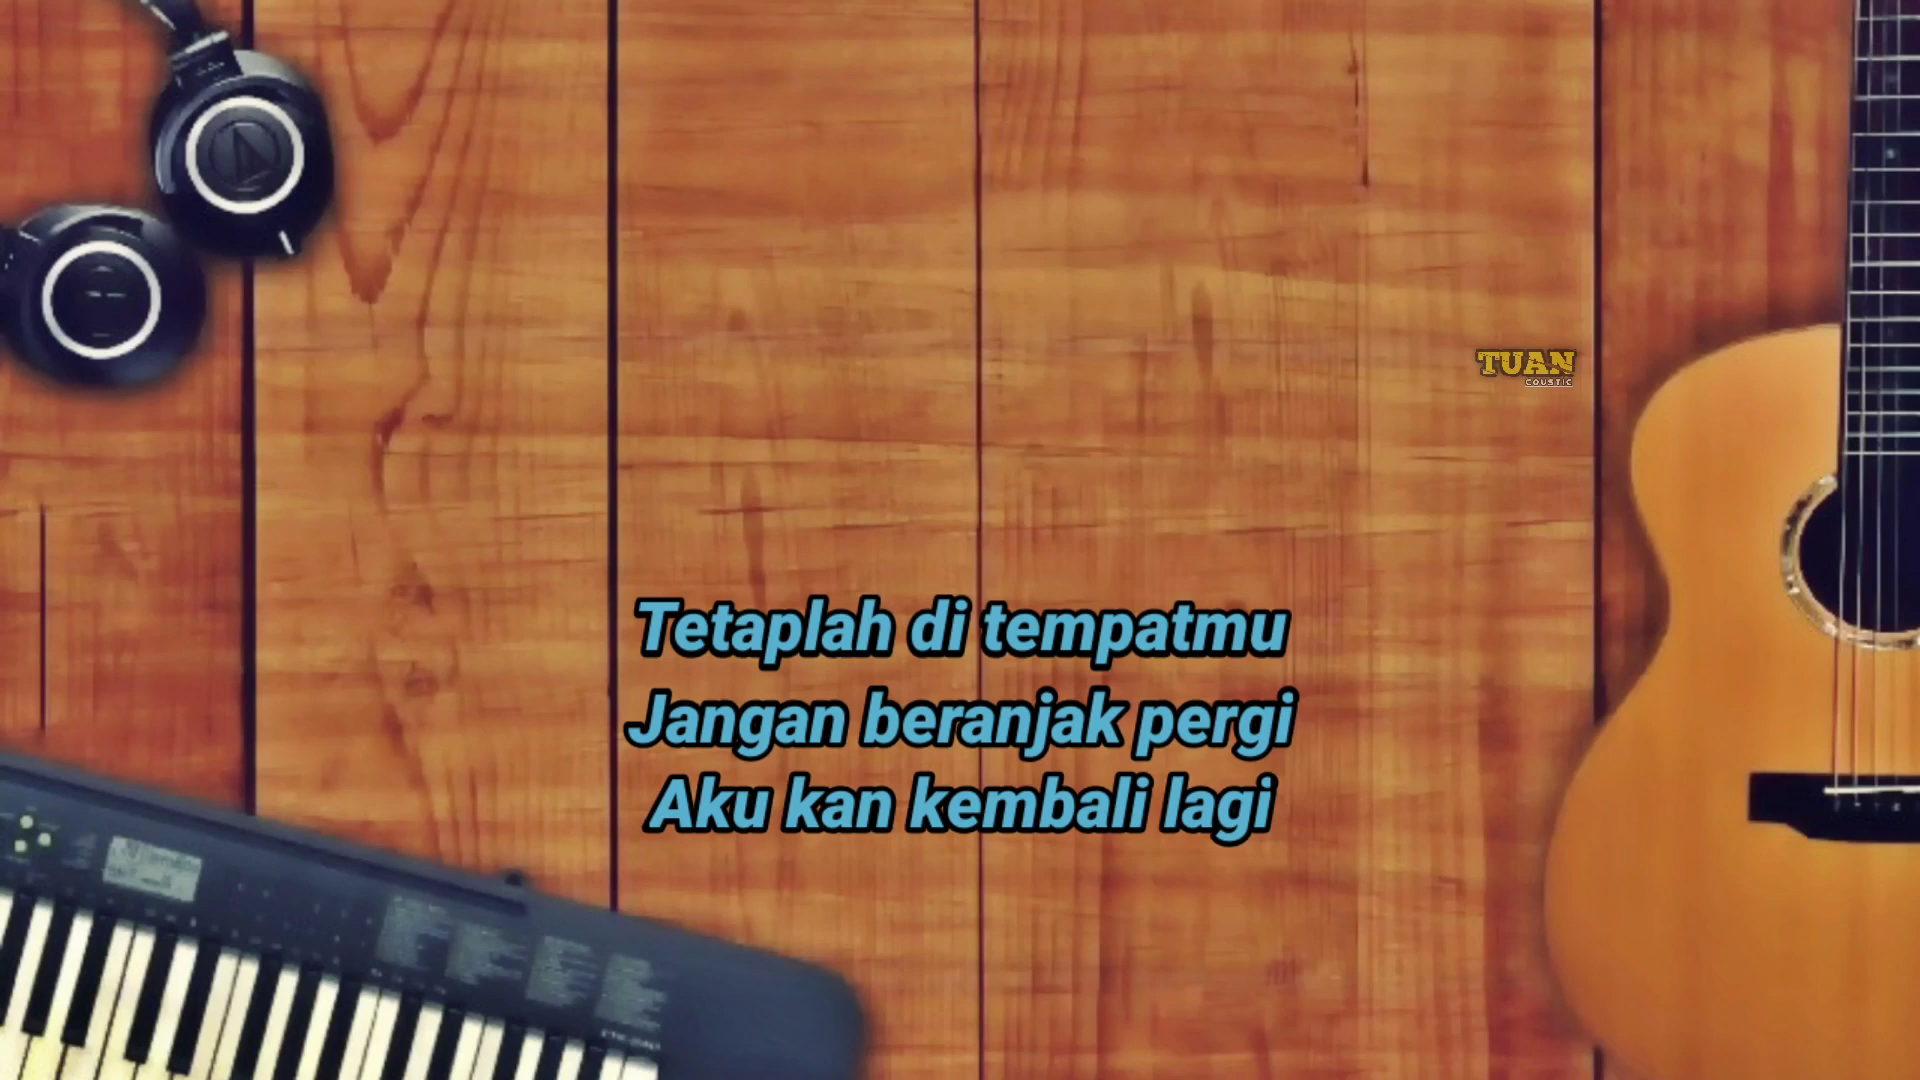 TUAN
COUSTIC
Tetaplah di tempatmu
Jangan beranjak pergi
Aku kan kembali lagi